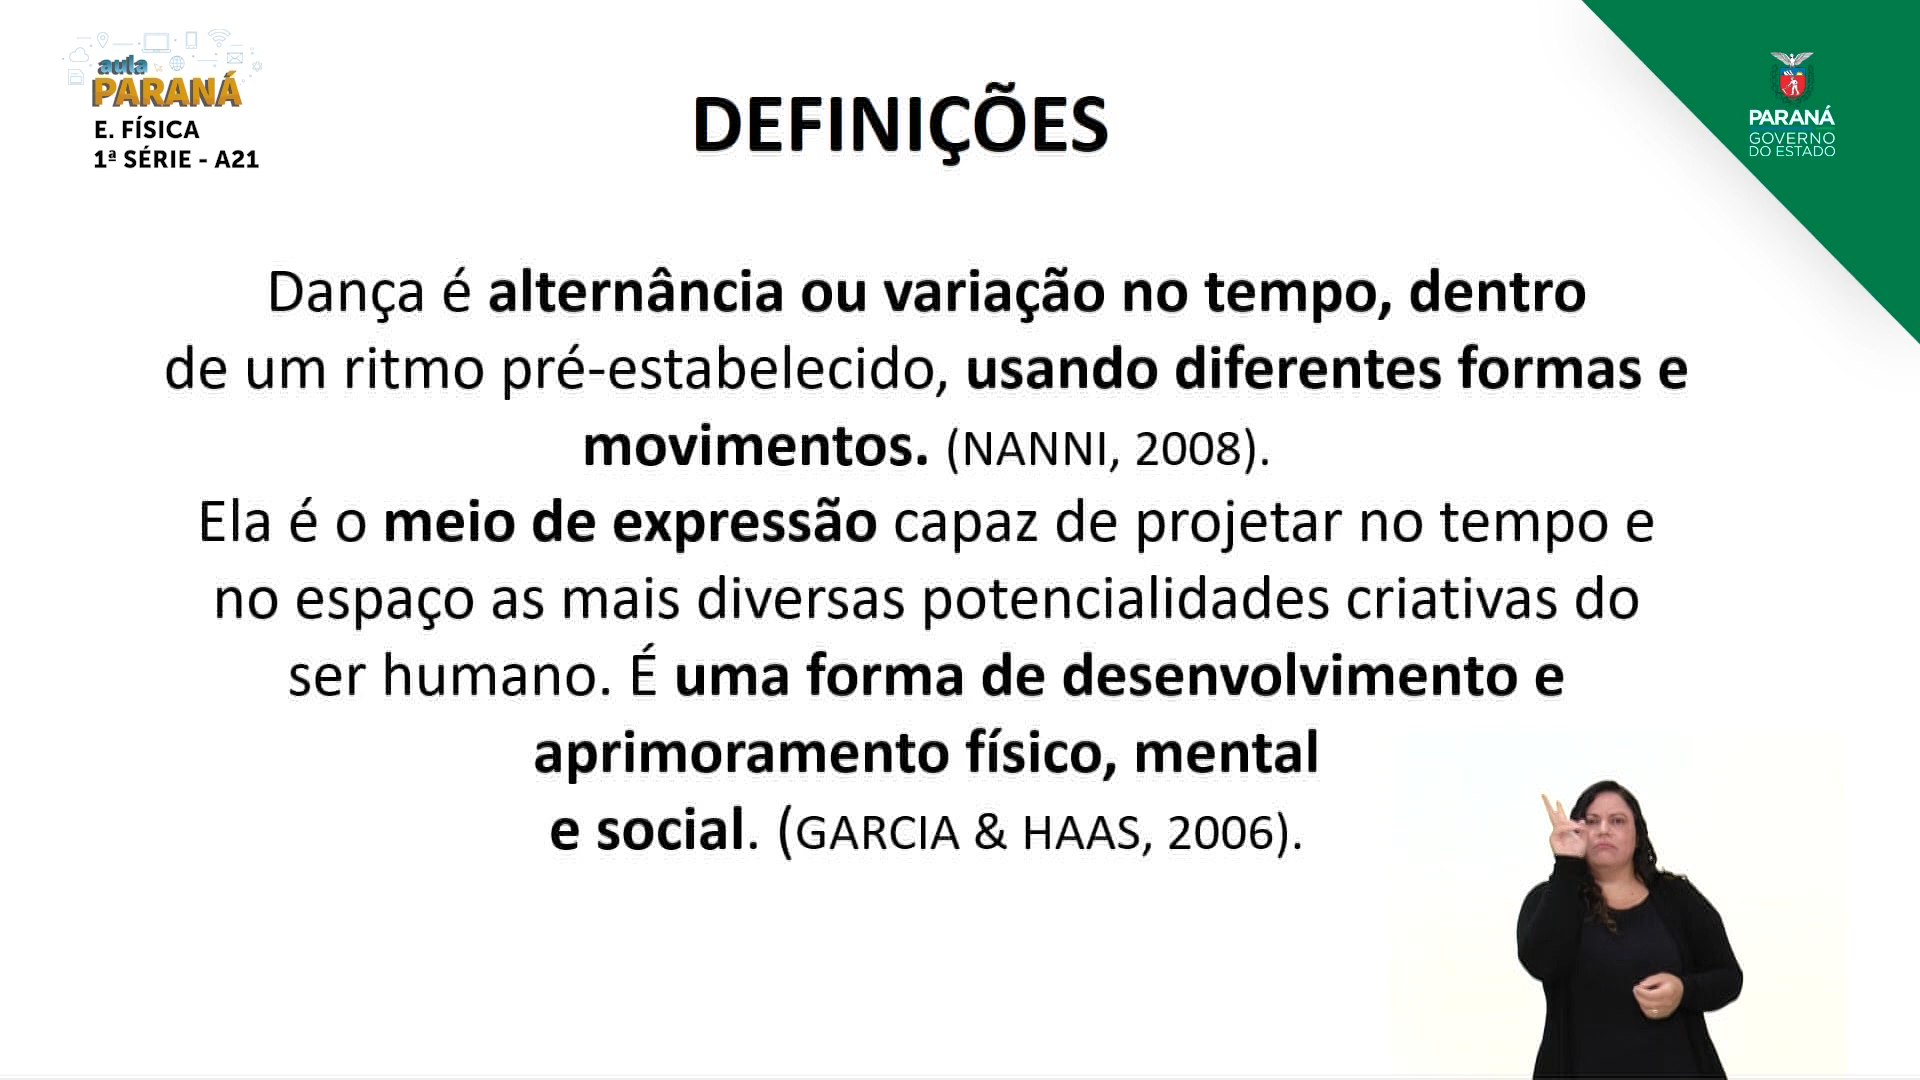 aula
PARANÁ
E. FÍSICA
1ª SÉRIE - A21
DEFINIÇÕES
PARANÁ
GOVERNO
DO ESTADO
Dança é alternância ou variação no tempo, dentro
de um ritmo pré-estabelecido, usando diferentes formas e
movimentos. (NANNI, 2008).
Ela é o meio de expressão capaz de projetar no tempo e
no espaço as mais diversas potencialidades criativas do
ser humano. É uma forma de desenvolvimento e
aprimoramento físico, mental
e social. (GARCIA & HAAS, 2006).